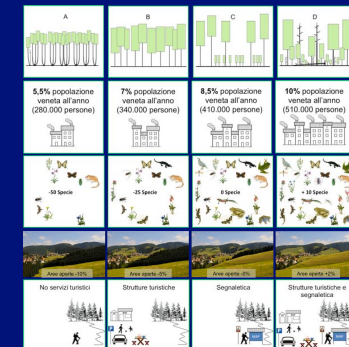 A B C D
5,5% popolazione veneta all'anno (280.000 persone)
7% popolazione veneta all'anno (340.000 persone)
8,5% popolazione veneta all'anno (410.000 persone)
10% popolazione veneta all'anno (510.000 persone)
-50 Specie -25 Specie 0 Specie + 10 Specie
Aree aperte -10% Aree aperte -5% Aree aperte -0% Aree aperte +2%
No servizi turistici Strutture turistiche Segnaletica Strutture turistiche e segnaletica
P
P